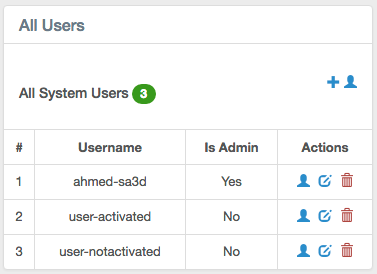 All Users
All System Users 3
# Username Is Admin Actions
1 ahmed-sa3d Yes
2 user-activated No
3 user-notactivated No